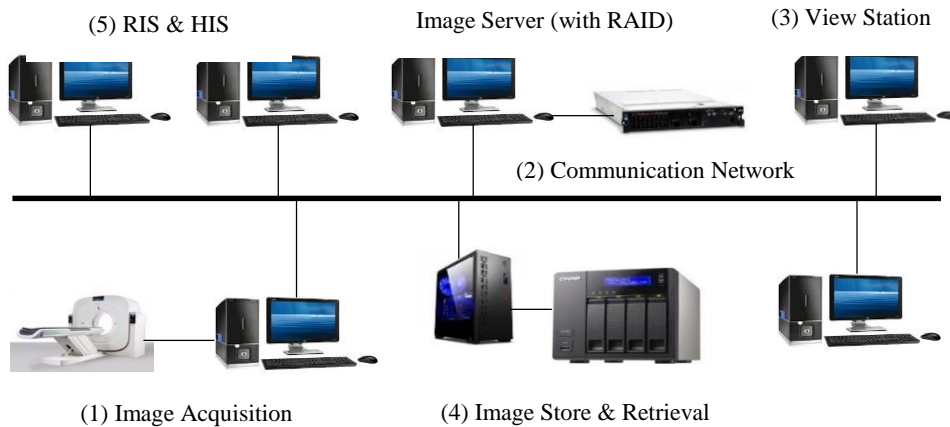 (5) RIS & HIS
Image Server (with RAID)
(3) View Station
(2) Communication Network
(1) Image Acquisition
(4) Image Store & Retrieval